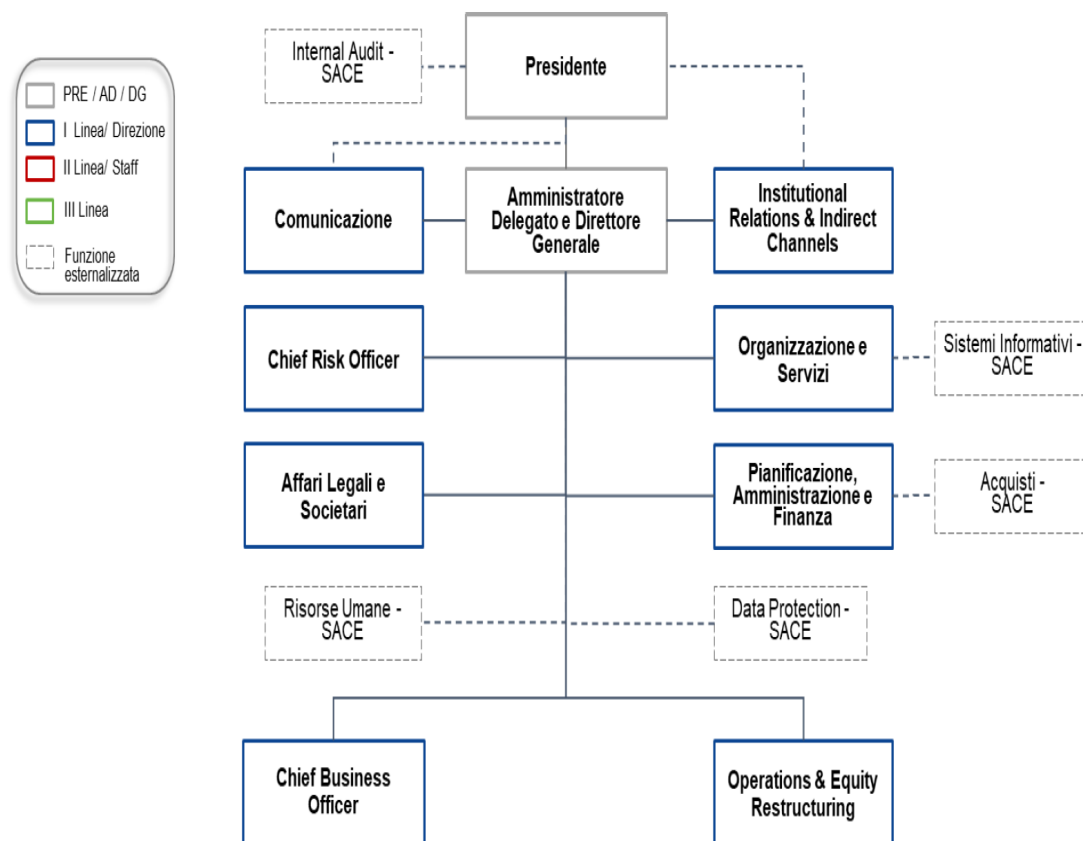 Internal Audit -
SACE
Presidente
PRE / AD / DG
I Linea/ Direzione
II Linea/ Staff
III Linea
Funzione
esternalizzata
Comunicazione
Amministratore
Delegato e Direttore
Generale
Institutional
Relations & Indirect
Channels
Chief Risk Officer
Organizzazione e
Servizi
Sistemi Informativi -
SACE
Affari Legali e
Societari
Pianificazione,
Amministrazione e
Finanza
Acquisti -
SACE
Risorse Umane -
SACE
Data Protection -
SACE
Chief Business
Officer
Operations & Equity
Restructuring